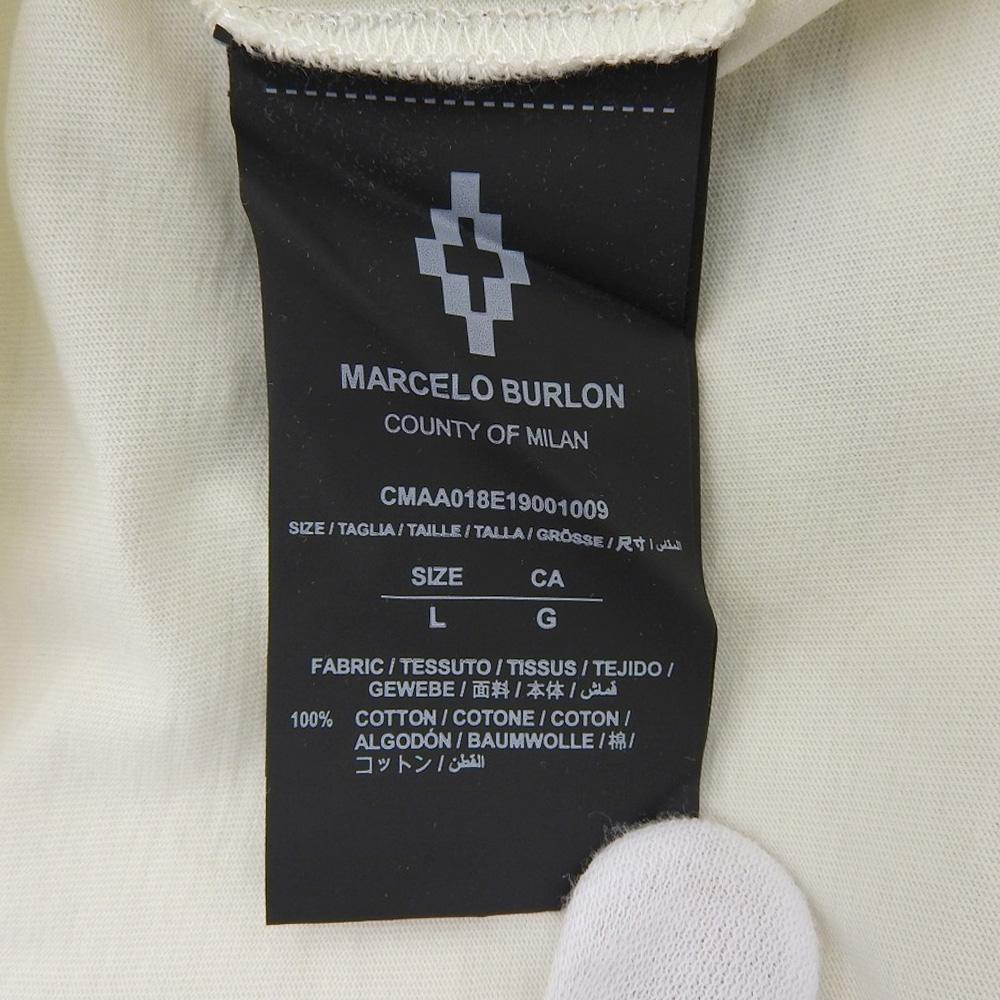 MARCELO BURLON
COUNTY OF MILAN
CMAA018E19001009
SIZE / TAGLIA / TAILLE / TALLA / GRÖSSE / 尺寸 / المقاس
SIZE CA
L G
FABRIC / TESSUTO / TISSUS / TEJIDO /
GEWEBE / 面料 / 本体 / قماش
100% COTTON / COTONE / COTON /
ALGODÓN / BAUMWOLLE / 棉 /
コットン / القطن